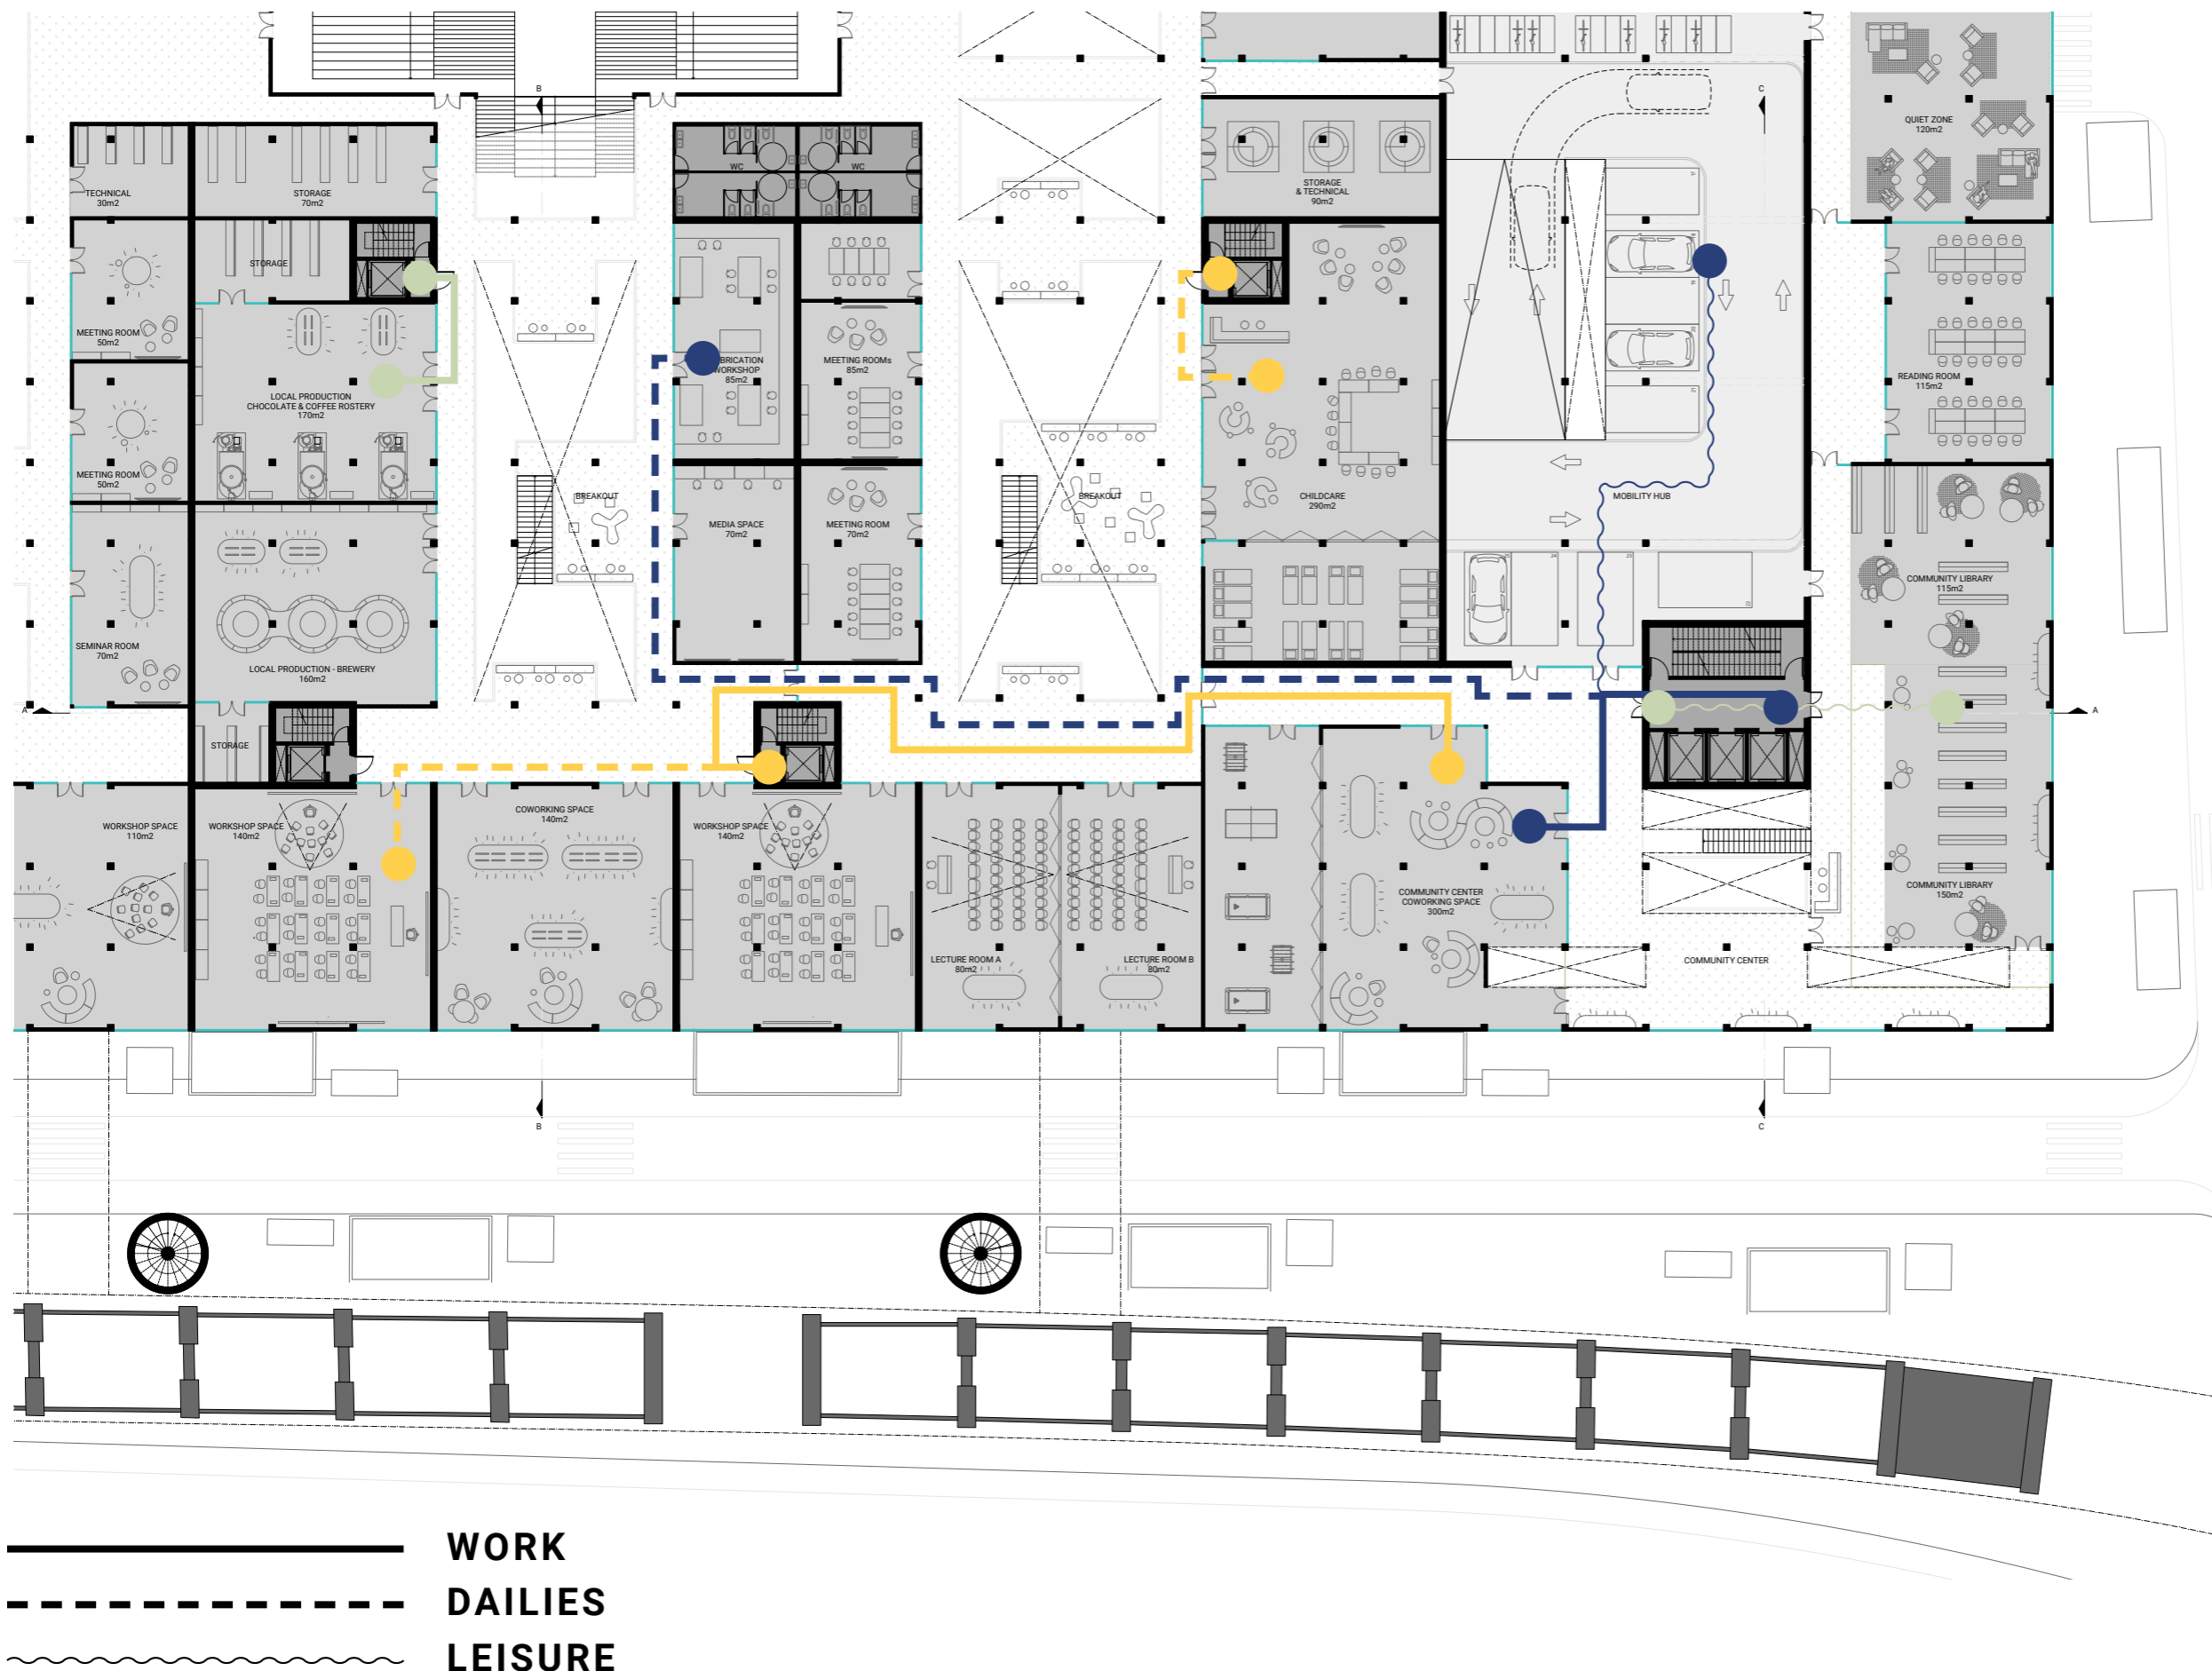 B
C
QUIET ZONE
120m2
WC
WC
TECHNICAL
30m2
STORAGE
70m2
STORAGE
& TECHNICAL
90m2
STORAGE
MEETING ROOM
50m2
BRICATION
WORKSHOP
85m2
MEETING ROOMs
85m2
READING ROOM
115m2
LOCAL PRODUCTION
CHOCOLATE & COFFEE ROSTERY
170m2
MEETING ROOM
50m2
BREAKOUT
BREAKOUT
CHILDCARE
290m2
MOBILITY HUB
MEDIA SPACE
70m2
MEETING ROOM
70m2
24
23
22
COMMUNITY LIBRARY
115m2
SEMINAR ROOM
70m2
LOCAL PRODUCTION - BREWERY
160m2
A
A
STORAGE
WORKSHOP SPACE
110m2
WORKSHOP SPACE
140m2
COWORKING SPACE
140m2
WORKSHOP SPACE
140m2
COMMUNITY CENTER
COWORKING SPACE
300m2
COMMUNITY LIBRARY
150m2
LECTURE ROOM A
80m2
LECTURE ROOM B
80m2
COMMUNITY CENTER
B
C
WORK
DAILIES
LEISURE